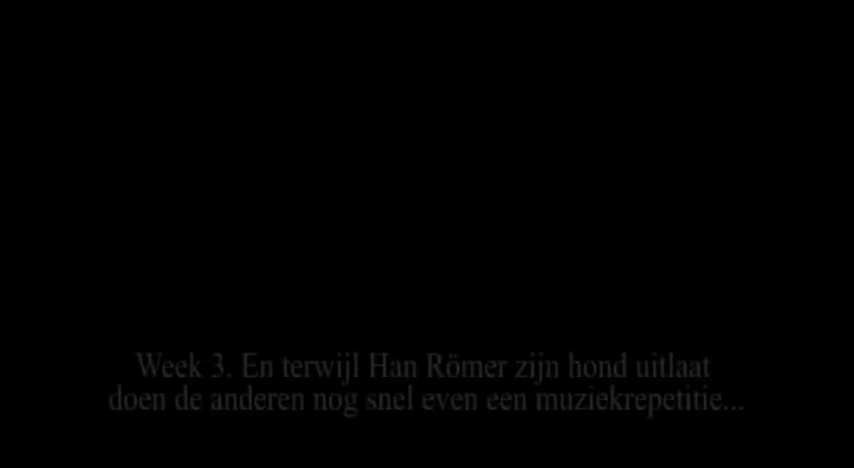 Week 3. En terwijl Han Römer zijn hond uitlaat
doen de anderen nog snel even een muziekrepetitie...